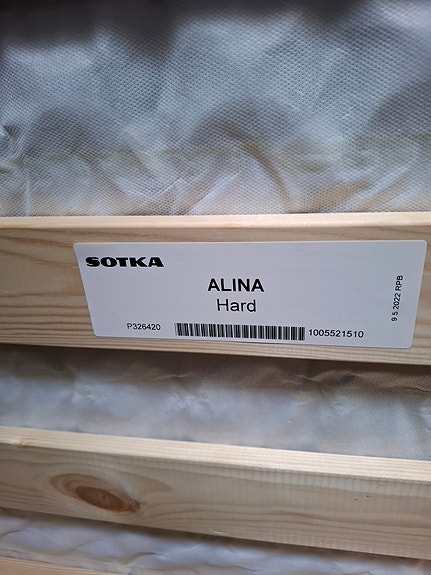 SOTKA
ALINA
Hard
P326420
1005521510
9.5.2022 RPB